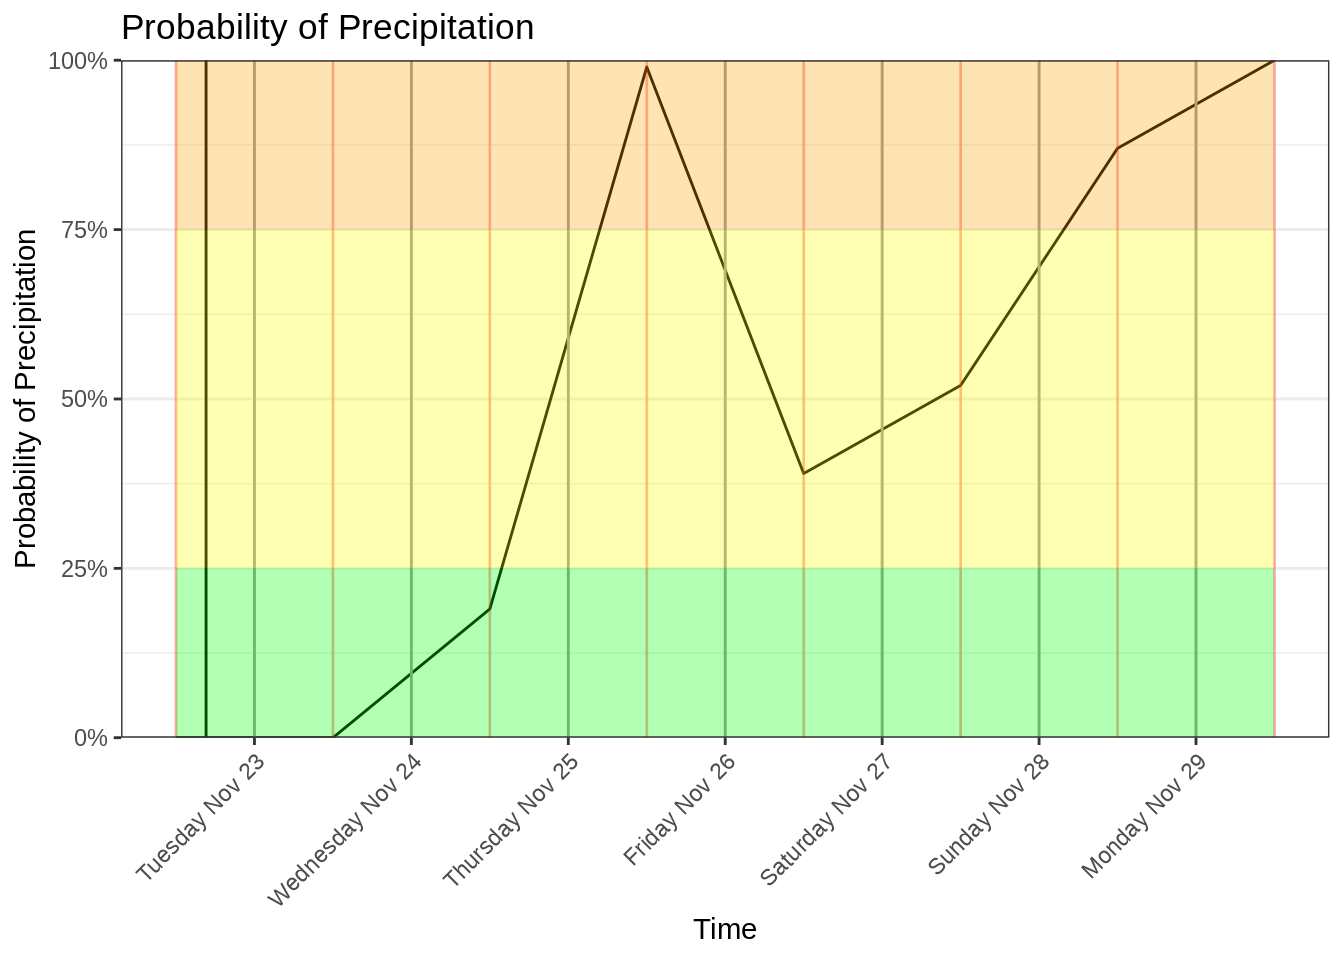 Probability of Precipitation
Probability of Precipitation
100%
75%
50%
25%
0%
Tuesday Nov 23
Wednesday Nov 24
Thursday Nov 25
Friday Nov 26
Saturday Nov 27
Sunday Nov 28
Monday Nov 29
Time